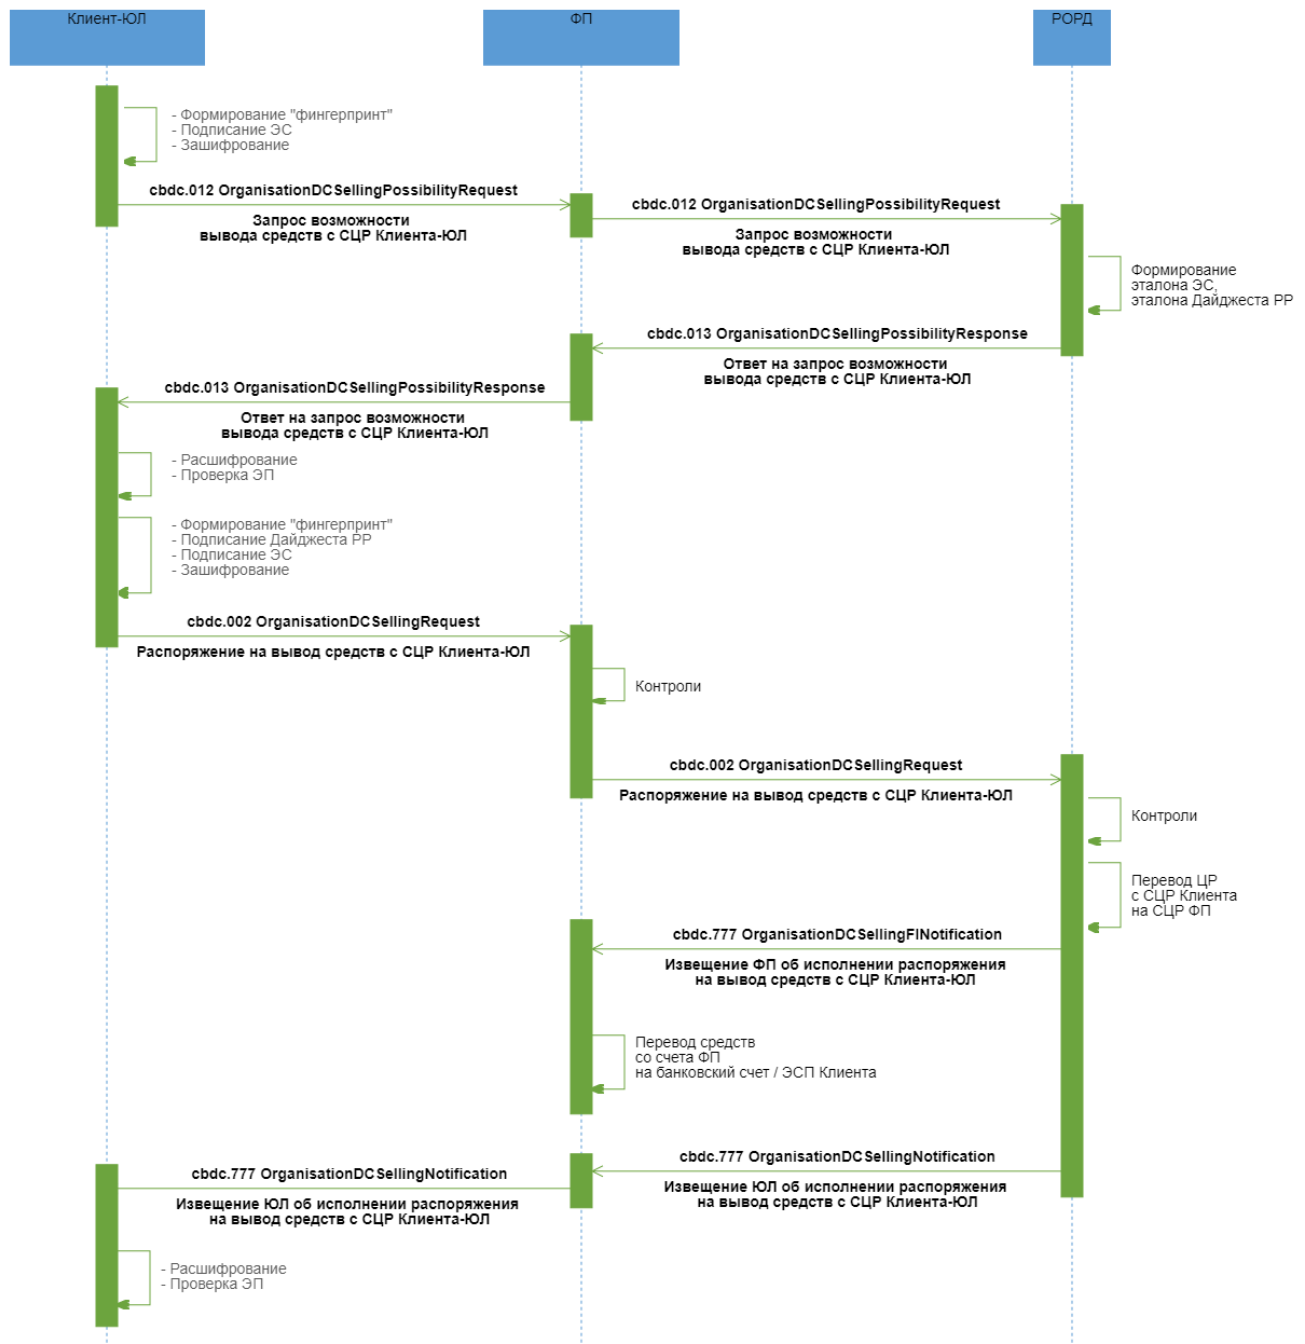 Клиент-ЮЛ
ФП
РОРД
- Формирование "фингерпринт"
- Подписание ЭС
- Зашифрование
cbdc.012 OrganisationDCSellingPossibilityRequest
Запрос возможности
вывода средств с СЦР Клиента-ЮЛ
cbdc.012 OrganisationDCSellingPossibilityRequest
Запрос возможности
вывода средств с СЦР Клиента-ЮЛ
Формирование
эталона ЭС,
эталона Дайджеста РР
cbdc.013 OrganisationDCSellingPossibilityResponse
Ответ на запрос возможности
вывода средств с СЦР Клиента-ЮЛ
cbdc.013 OrganisationDCSellingPossibilityResponse
Ответ на запрос возможности
вывода средств с СЦР Клиента-ЮЛ
- Расшифрование
- Проверка ЭП
- Формирование "фингерпринт"
- Подписание Дайджеста РР
- Подписание ЭС
- Зашифрование
cbdc.002 OrganisationDCSellingRequest
Распоряжение на вывод средств с СЦР Клиента-ЮЛ
Контроли
cbdc.002 OrganisationDCSellingRequest
Распоряжение на вывод средств с СЦР Клиента-ЮЛ
Контроли
Перевод ЦР
с СЦР Клиента
на СЦР ФП
cbdc.777 OrganisationDCSellingFINotification
Извещение ФП об исполнении распоряжения
на вывод средств с СЦР Клиента-ЮЛ
Перевод средств
со счета ФП
на банковский счет / ЭСП Клиента
cbdc.777 OrganisationDCSellingNotification
Извещение ЮЛ об исполнении распоряжения
на вывод средств с СЦР Клиента-ЮЛ
cbdc.777 OrganisationDCSellingNotification
Извещение ЮЛ об исполнении распоряжения
на вывод средств с СЦР Клиента-ЮЛ
- Расшифрование
- Проверка ЭП